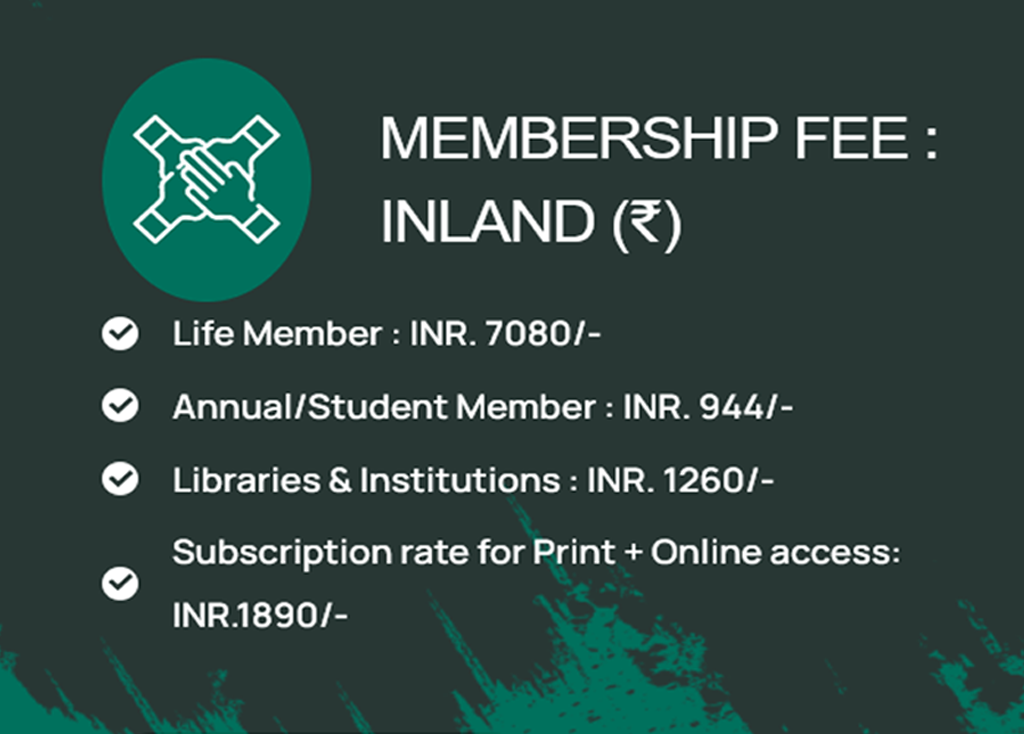 MEMBERSHIP FEE :
INLAND (₹)
Life Member : INR. 7080/-
Annual/Student Member : INR. 944/-
Libraries & Institutions : INR. 1260/-
Subscription rate for Print + Online access:
INR.1890/-